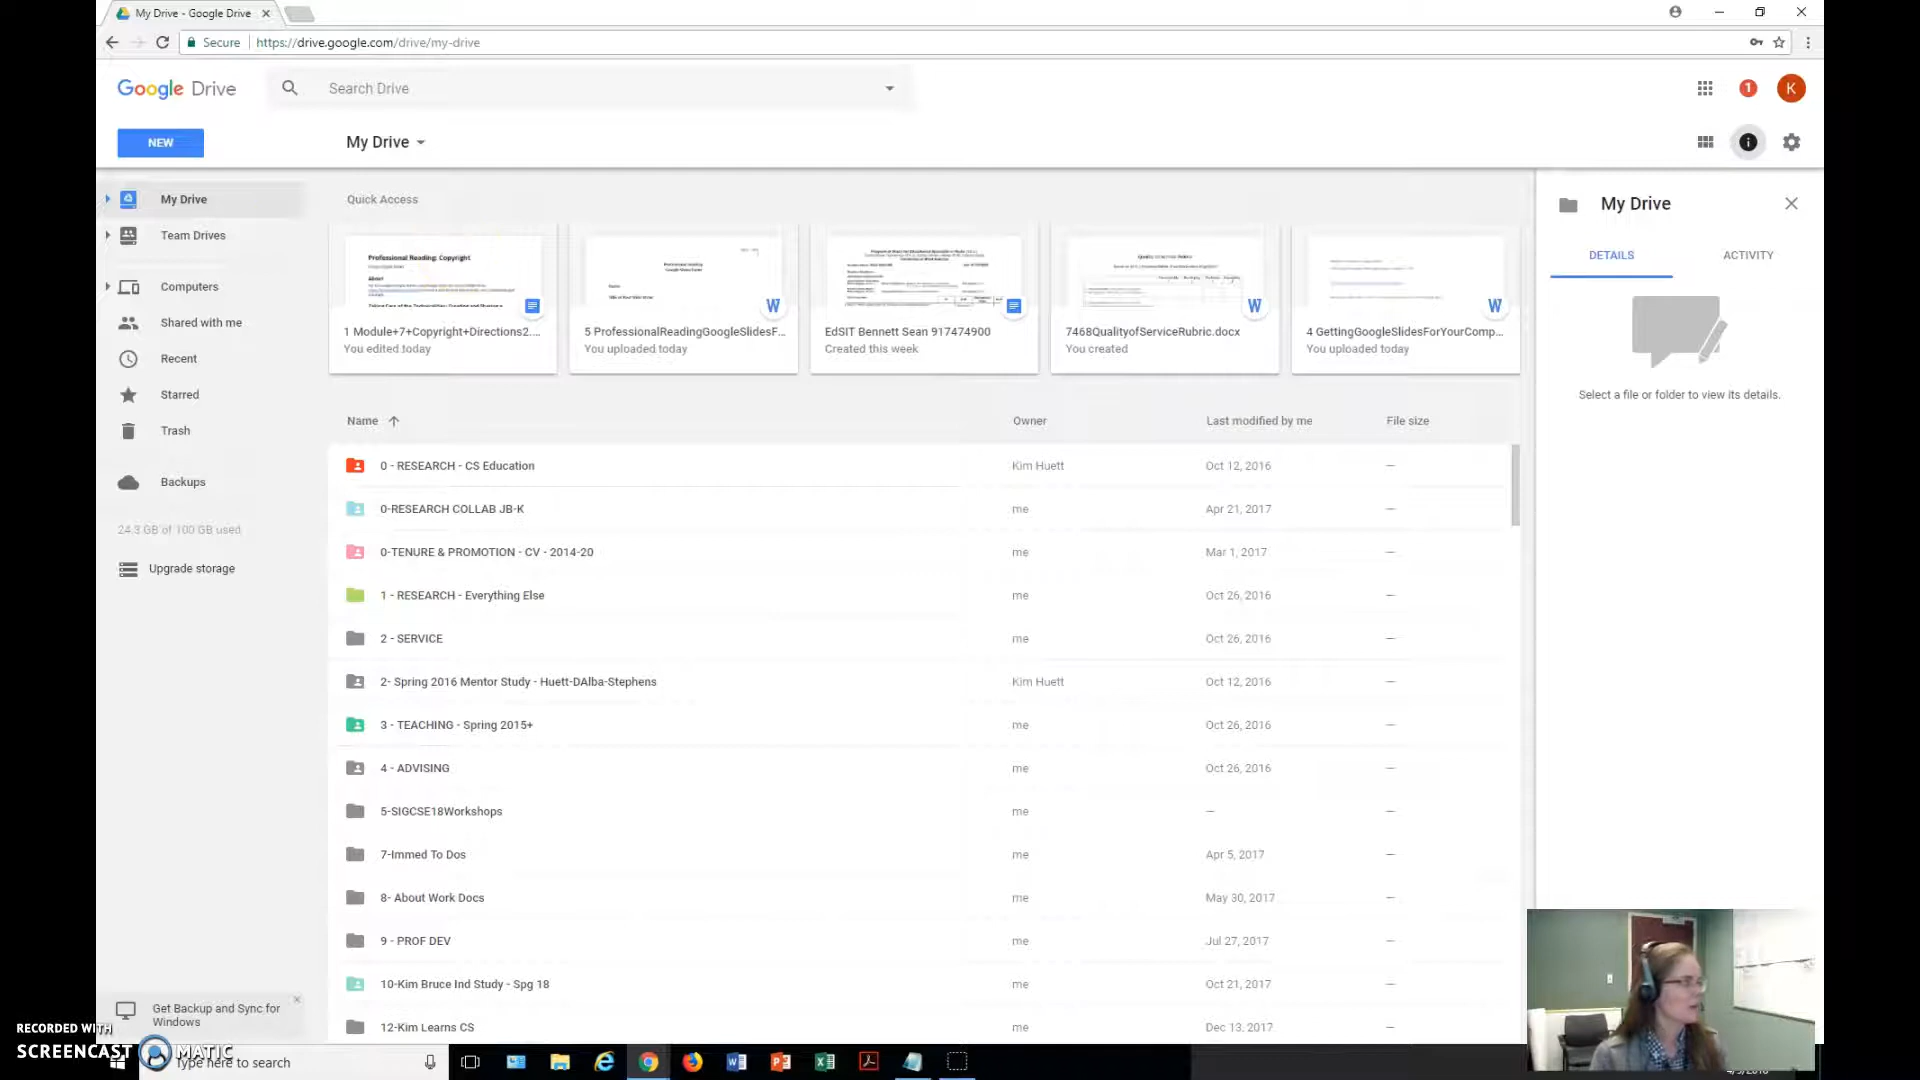 My Drive - Google Drive
Secure https://drive.google.com/drive/my-drive
Google Drive
Search Drive
1
K
NEW
My Drive
My Drive
Team Drives
Computers
Shared with me
Recent
Starred
Trash
Backups
24.3 GB of 100 GB used
Upgrade storage
Get Backup and Sync for
Windows
Quick Access
Professional Reading: Copyright
About
1 Module+7+Copyright+Directions2....
You edited today
W
5 ProfessionalReadingGoogleSlidesF...
You uploaded today
EdSIT Bennett Sean 917474900
Created this week
W
7468QualityofServiceRubric.docx
You created
W
4 GettingGoogleSlidesForYourComp...
You uploaded today
Name Owner Last modified by me File size
0 - RESEARCH - CS Education Kim Huett Oct 12, 2016 —
0-RESEARCH COLLAB JB-K me Apr 21, 2017 —
0-TENURE & PROMOTION - CV - 2014-20 me Mar 1, 2017 —
1 - RESEARCH - Everything Else me Oct 26, 2016 —
2 - SERVICE me Oct 26, 2016 —
2- Spring 2016 Mentor Study - Huett-DAlba-Stephens Kim Huett Oct 12, 2016 —
3 - TEACHING - Spring 2015+ me Oct 26, 2016 —
4 - ADVISING me Oct 26, 2016 —
5-SIGCSE18Workshops me — —
7-Immed To Dos me Apr 5, 2017 —
8- About Work Docs me May 30, 2017 —
9 - PROF DEV me Jul 27, 2017 —
10-Kim Bruce Ind Study - Spg 18 me Oct 21, 2017 —
12-Kim Learns CS me Dec 13, 2017 —
My Drive
DETAILS ACTIVITY
Select a file or folder to view its details.
RECORDED WITH
SCREENCAST MATIC
Type here to search